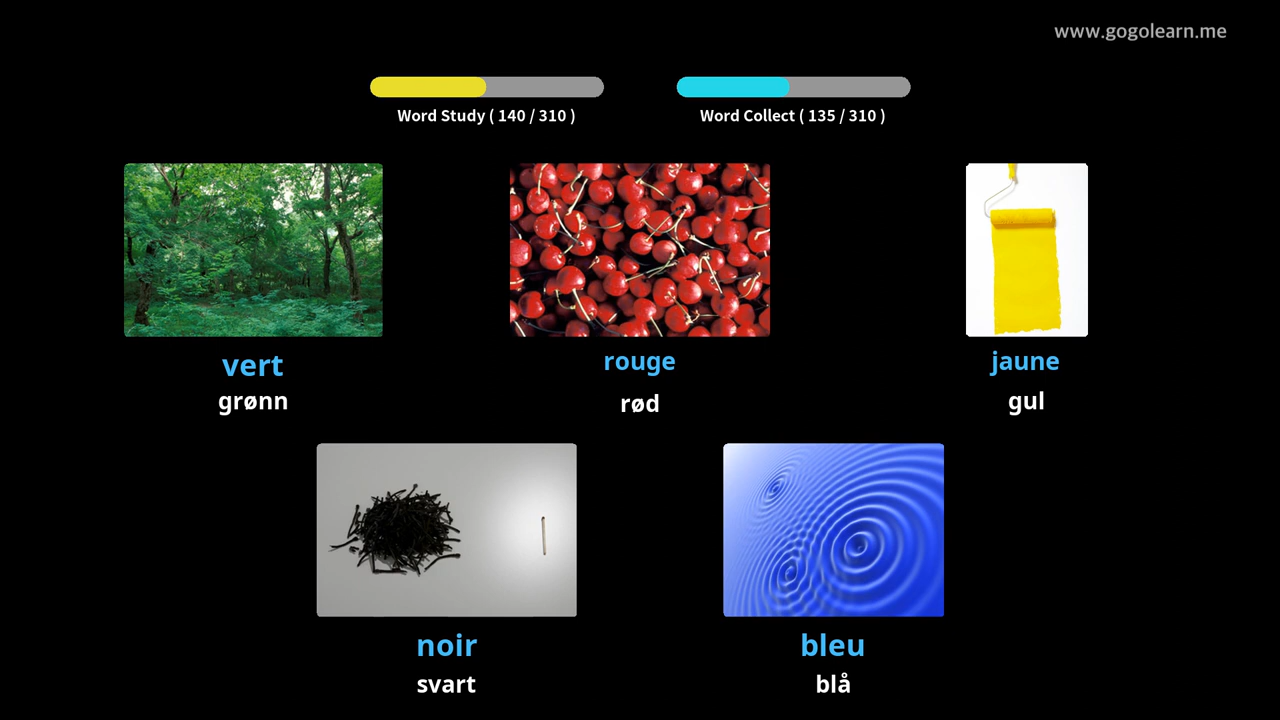 www.gogolearn.me
Word Study ( 140 / 310 )
Word Collect ( 135 / 310 )
vert
grønn
rouge
rød
jaune
gul
noir
svart
bleu
blå